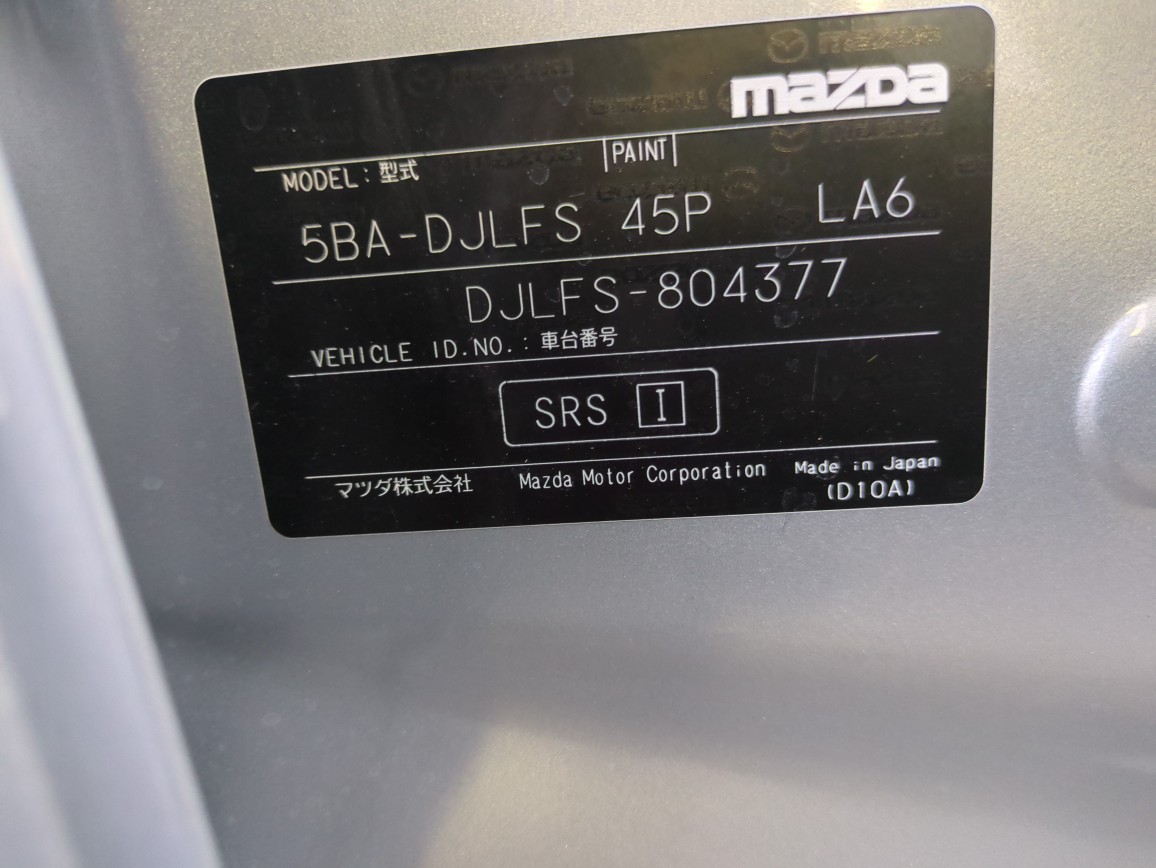 mazda
PAINT
MODEL: 型式
5BA-DJLFS 45P LA6
DJLFS-804377
VEHICLE ID.NO.: 車台番号
SRS I
マツダ株式会社 Mazda Motor Corporation Made in Japan
(D10A)